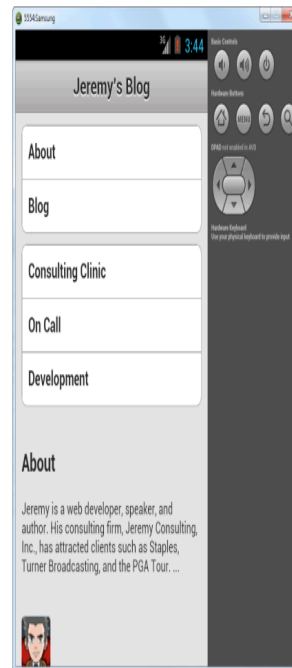 5554:Samsung
3G 3:44
Jeremy's Blog
About
Blog
Consulting Clinic
On Call
Development
About
Jeremy is a web developer, speaker, and
author. His consulting firm, Jeremy Consulting,
Inc., has attracted clients such as Staples,
Turner Broadcasting, and the PGA Tour. ...
Basic Controls
Hardware Buttons
MENU
DPAD not enabled in AVD
Hardware Keyboard
Use your physical keyboard to provide input